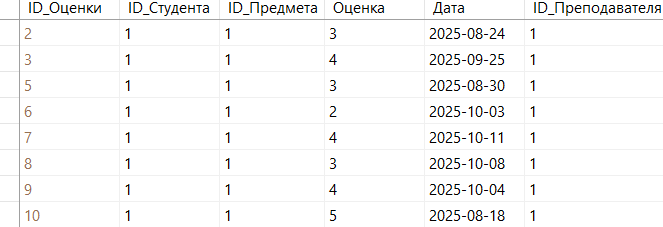 ID_Оценки ID_Студента ID_Предмета Оценка Дата ID_Преподавателя
2 1 1 3 2025-08-24 1
3 1 1 4 2025-09-25 1
5 1 1 3 2025-08-30 1
6 1 1 2 2025-10-03 1
7 1 1 4 2025-10-11 1
8 1 1 3 2025-10-08 1
9 1 1 4 2025-10-04 1
10 1 1 5 2025-08-18 1